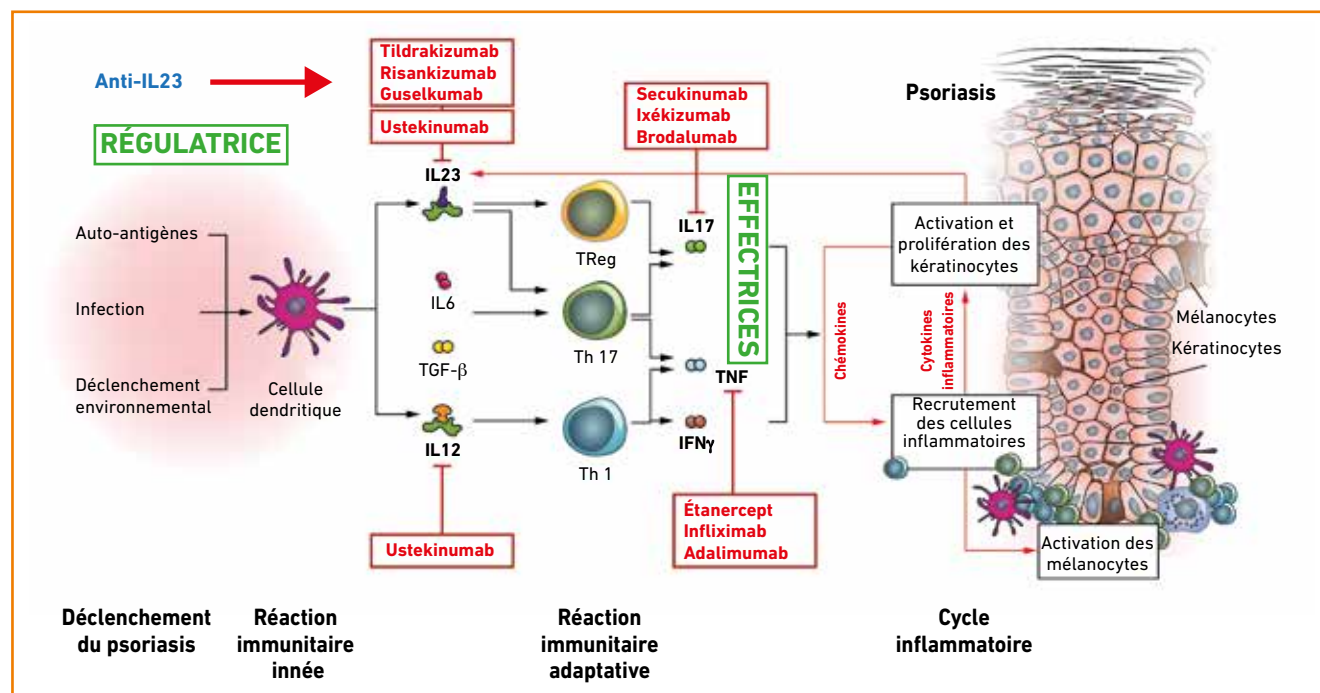 Anti-IL23
RÉGULATRICE
Tildrakizumab
Risankizumab
Guselkumab
Ustekinumab
Secukinumab
Ixékizumab
Brodalumab
Psoriasis
Auto-antigènes
Infection
Déclenchement
environnemental
Cellule
dendritique
IL23
IL6
TGF-β
IL12
TReg
Th 17
Th 1
IL17
TNF
IFNγ
EFFECTRICES
Ustekinumab
Étanercept
Infliximab
Adalimumab
Chémokines
Cytokines
inflammatoires
Activation et
prolifération des
kératinocytes
Recrutement
des cellules
inflammatoires
Activation des
mélanocytes
Mélanocytes
Kératinocytes
Déclenchement
du psoriasis
Réaction
immunitaire
innée
Réaction
immunitaire
adaptative
Cycle
inflammatoire